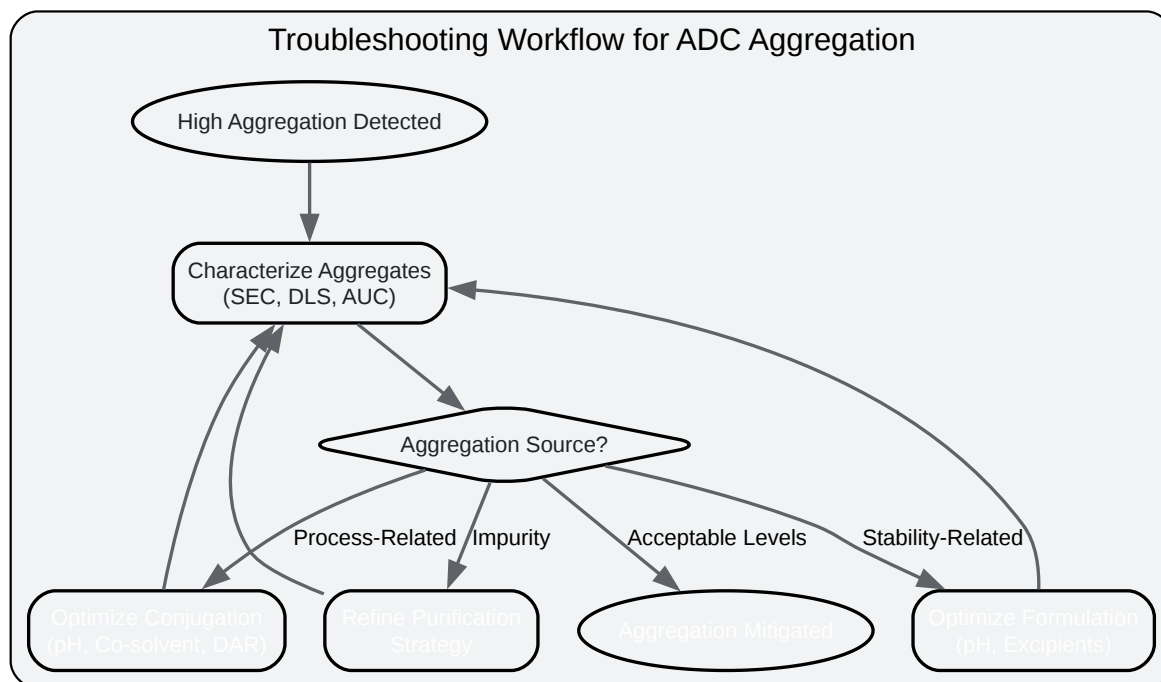 Troubleshooting Workflow for ADC Aggregation
High Aggregation Detected
Characterize Aggregates
(SEC, DLS, AUC)
Aggregation Source?
Process-Related
Impurity
Acceptable Levels
Stability-Related
Optimize Conjugation
(pH, Co-solvent, DAR)
Refine Purification
Strategy
Aggregation Mitigated
Optimize Formulation
(pH, Excipients)